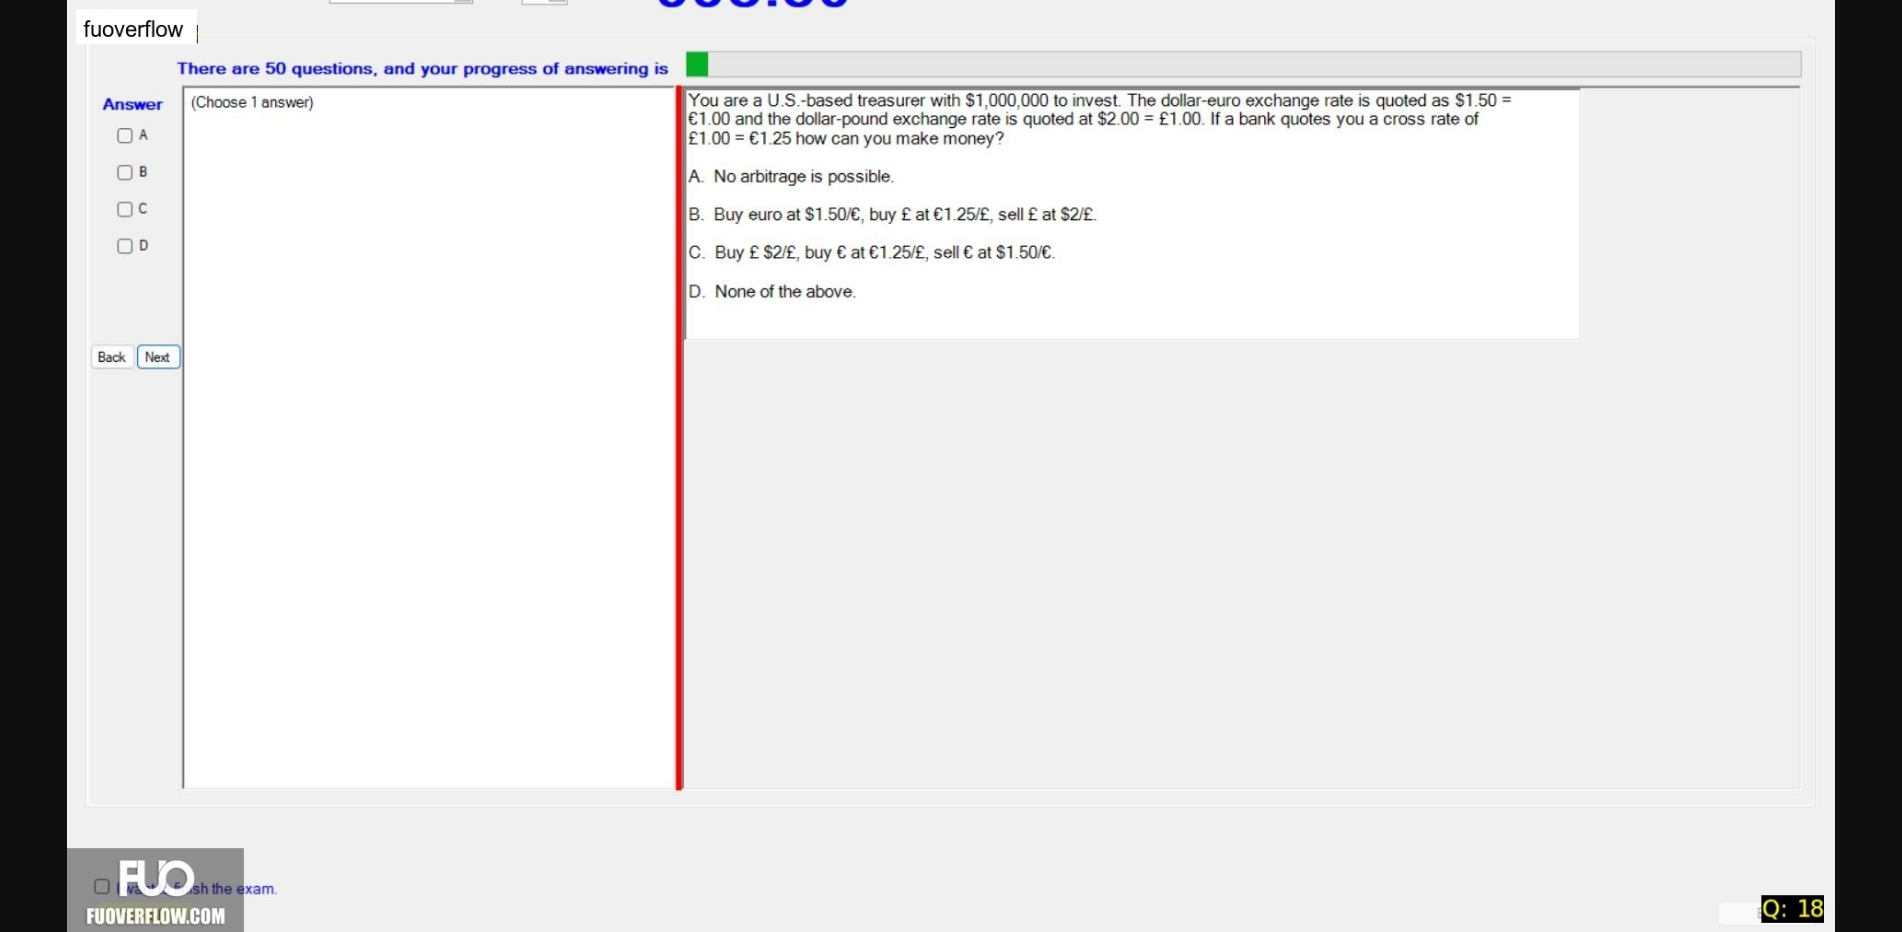 fuoverflow
There are 50 questions, and your progress of answering is
Answer
A
B
C
D
Back
Next
(Choose 1 answer)
You are a U.S.-based treasurer with $1,000,000 to invest. The dollar-euro exchange rate is quoted as $1.50 =
€1.00 and the dollar-pound exchange rate is quoted at $2.00 = £1.00. If a bank quotes you a cross rate of
£1.00 = €1.25 how can you make money?
A. No arbitrage is possible.
B. Buy euro at $1.50/€, buy £ at €1.25/£, sell £ at $2/£.
C. Buy £ $2/£, buy € at €1.25/£, sell € at $1.50/€.
D. None of the above.
FUO
sh the exam.
FUOVERFLOW.COM
Q: 18